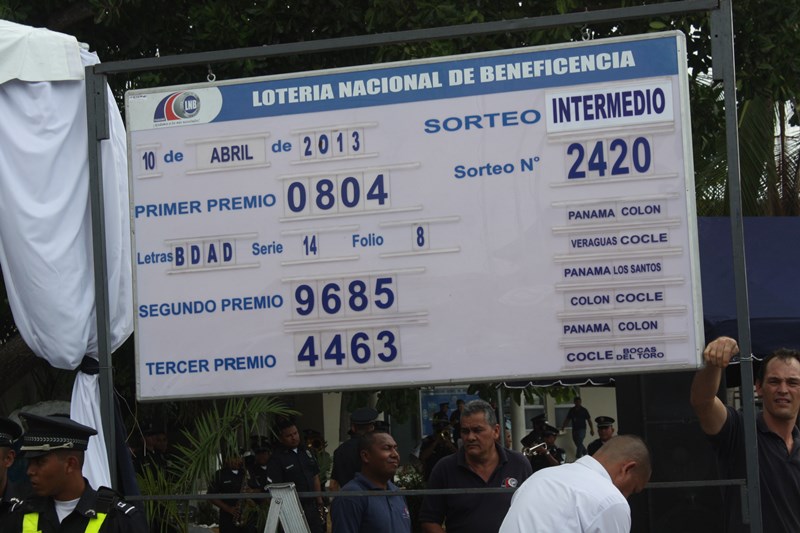 LNB
LOTERIA NACIONAL DE BENEFICENCIA
10 de ABRIL de 2013
SORTEO INTERMEDIO
Sorteo N° 2420
PRIMER PREMIO 0804
Letras BDAD Serie 14 Folio 8
SEGUNDO PREMIO 9685
TERCER PREMIO 4463
PANAMA COLON
VERAGUAS COCLE
PANAMA LOS SANTOS
COLON COCLE
PANAMA COLON
COCLE BOCAS DEL TORO